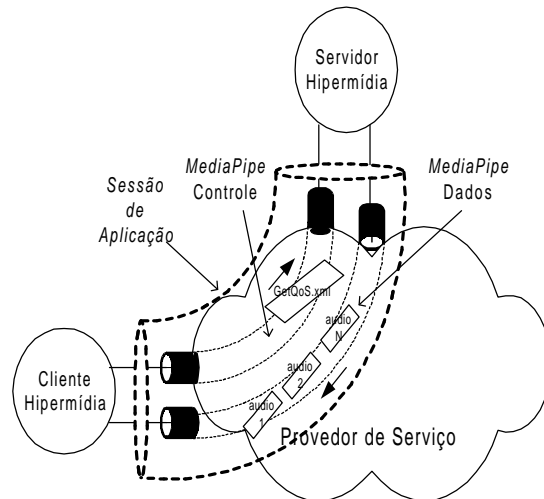 Servidor
Hipermídia
MediaPipe
Controle
MediaPipe
Dados
Sessão
de
Aplicação
GetQoS.xml
audio
N
audio
2
audio
1
Cliente
Hipermídia
Provedor de Serviço